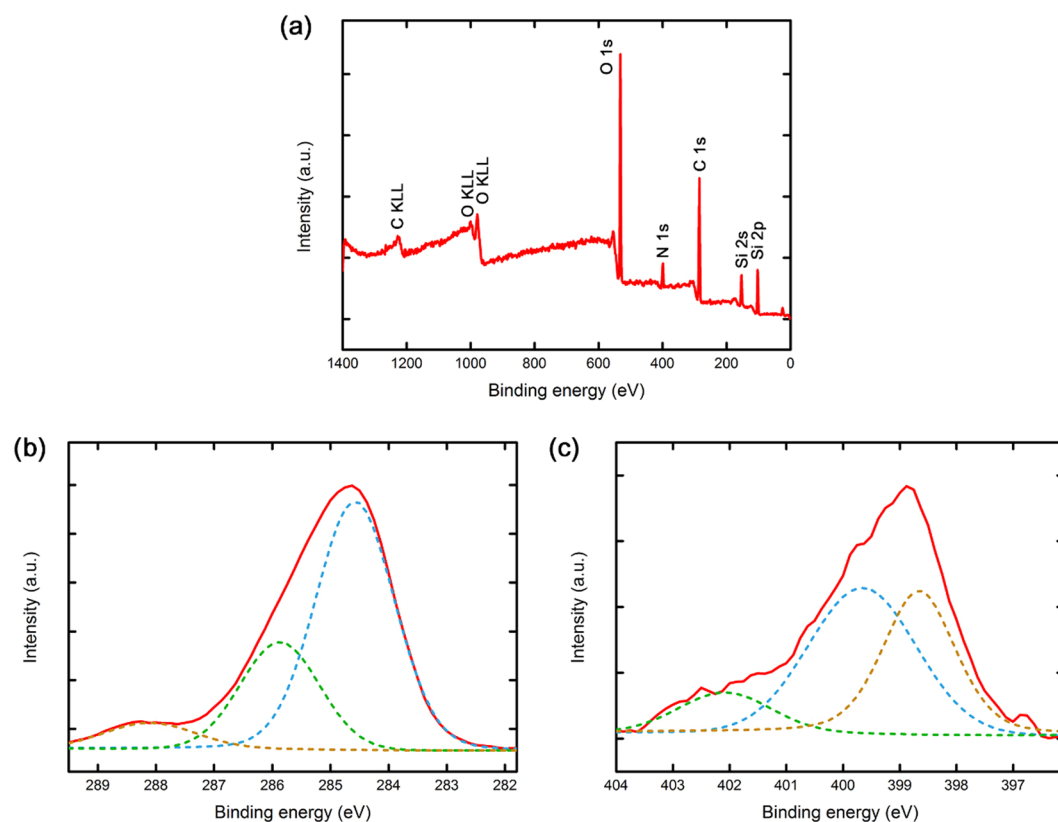 (a)
Intensity (a.u.)
C KLL
O KLL
O KLL
O 1s
N 1s
C 1s
Si 2s
Si 2p
1400 1200 1000 800 600 400 200 0
Binding energy (eV)
(b)
Intensity (a.u.)
289 288 287 286 285 284 283 282
Binding energy (eV)
(c)
Intensity (a.u.)
404 403 402 401 400 399 398 397
Binding energy (eV)